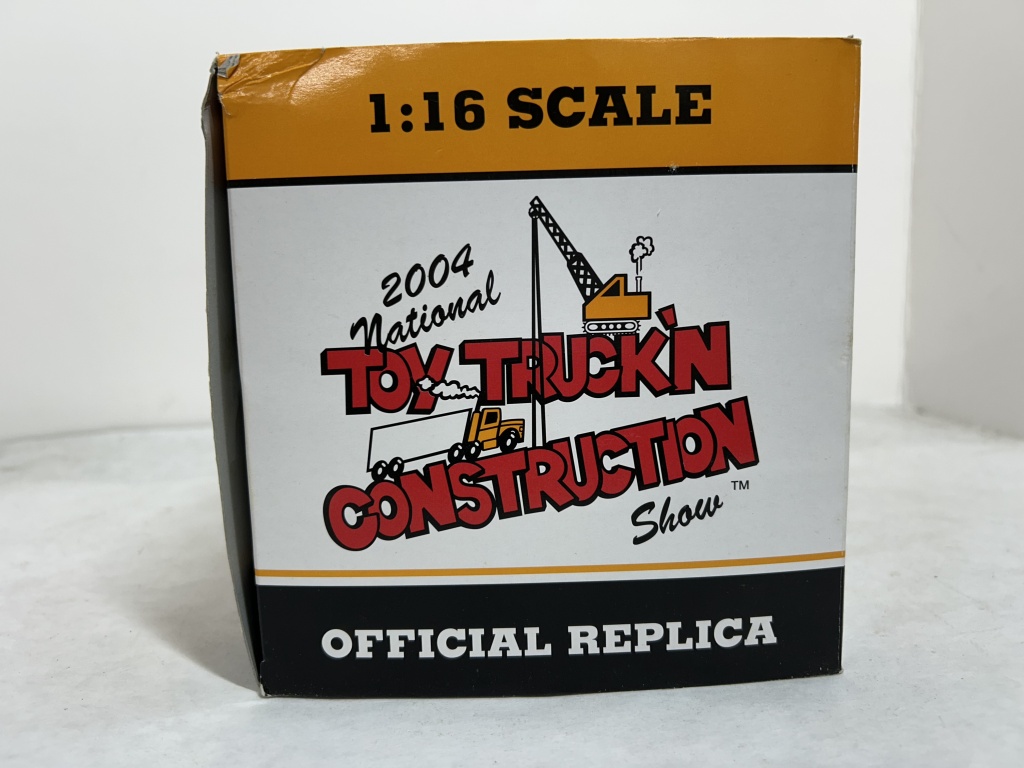 1:16 SCALE
2004
National
TOY TRUCK'N
CONSTRUCTION
Show™
OFFICIAL REPLICA